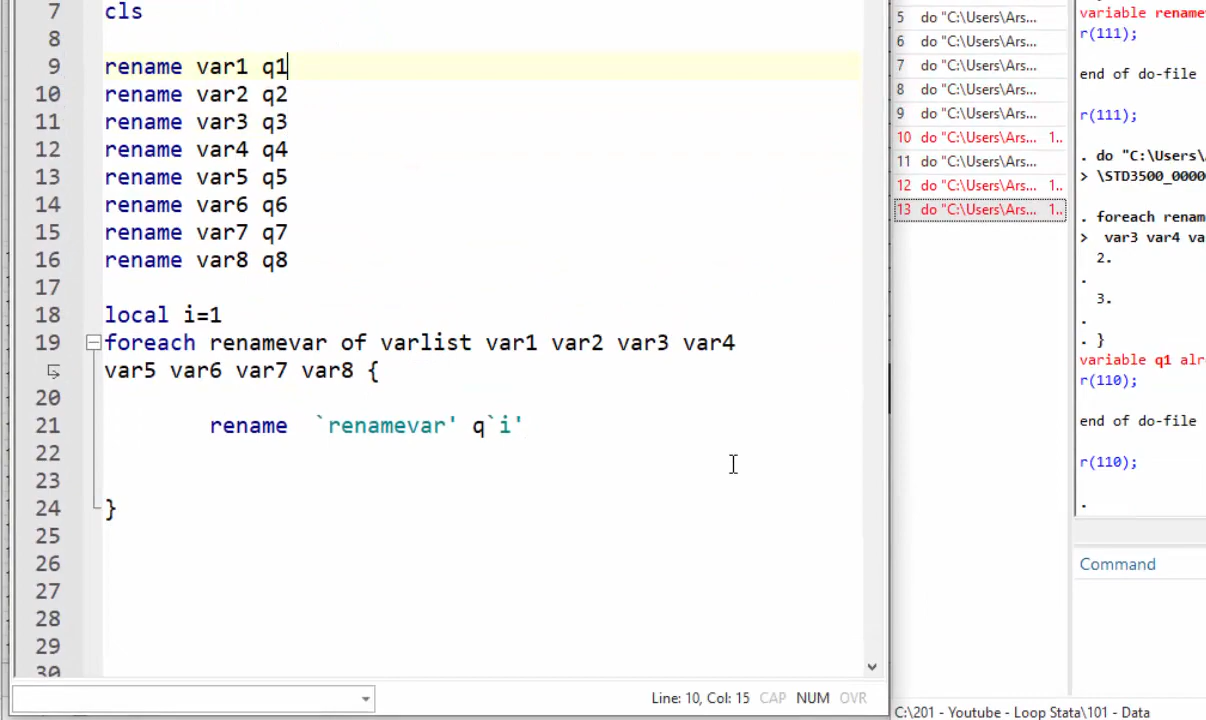 7 cls
8
9 rename var1 q1
10 rename var2 q2
11 rename var3 q3
12 rename var4 q4
13 rename var5 q5
14 rename var6 q6
15 rename var7 q7
16 rename var8 q8
17
18 local i=1
19 foreach renamevar of varlist var1 var2 var3 var4
var5 var6 var7 var8 {
20
21 rename `renamevar' q`i'
22
23
24 }
25
26
27
28
29
30
Line: 10, Col: 15 CAP NUM OVR
5 do "C:\Users\Ars...
6 do "C:\Users\Ars...
7 do "C:\Users\Ars...
8 do "C:\Users\Ars...
9 do "C:\Users\Ars...
10 do "C:\Users\Ars... 1..
11 do "C:\Users\Ars...
12 do "C:\Users\Ars... 1..
13 do "C:\Users\Ars... 1..
variable renamev
r(111);
end of do-file
r(111);
. do "C:\Users\
> \STD3500_0000
. foreach renam
> var3 var4 va
2.
.
3.
.
. }
variable q1 alr
r(110);
end of do-file
r(110);
.
Command
C:\201 - Youtube - Loop Stata\101 - Data